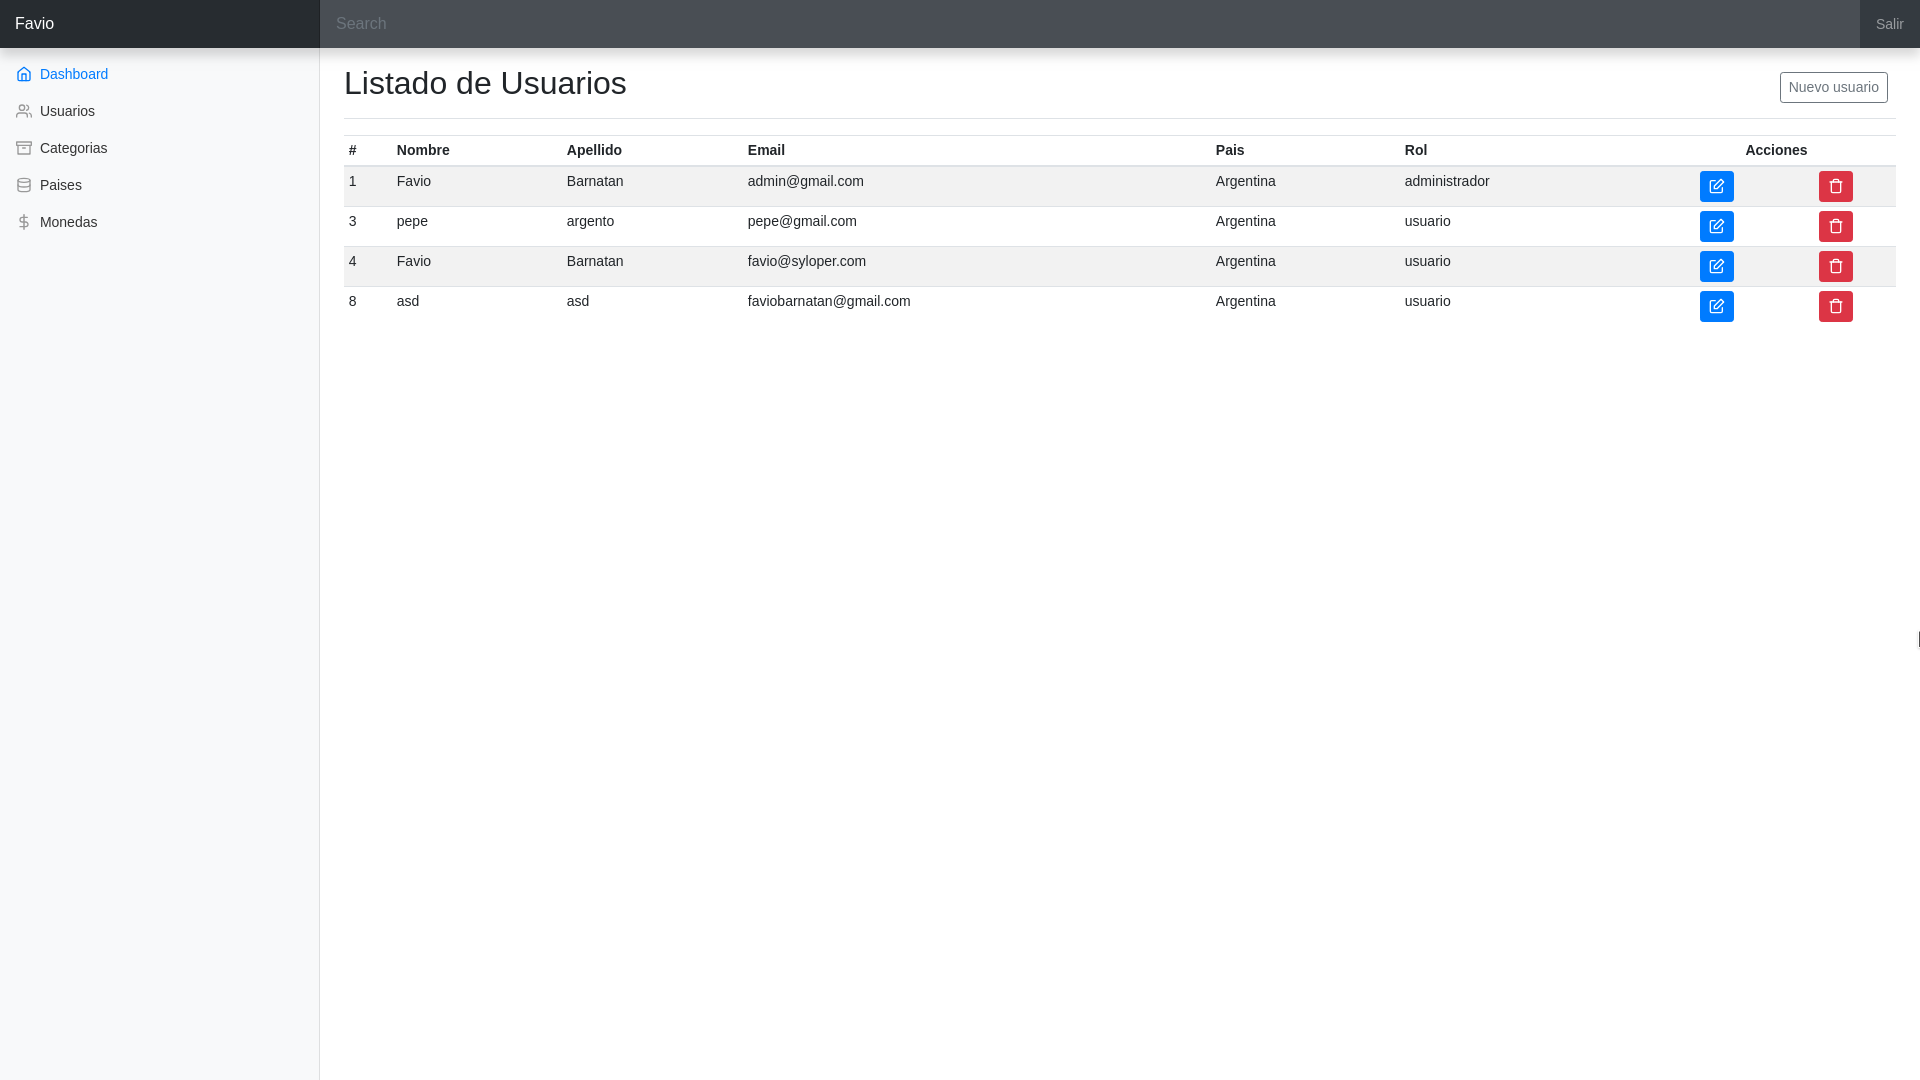 Favio
Search
Salir
Dashboard
Usuarios
Categorias
Paises
Monedas
Listado de Usuarios
Nuevo usuario
# Nombre Apellido Email Pais Rol Acciones
1 Favio Barnatan admin@gmail.com Argentina administrador
3 pepe argento pepe@gmail.com Argentina usuario
4 Favio Barnatan favio@syloper.com Argentina usuario
8 asd asd faviobarnatan@gmail.com Argentina usuario